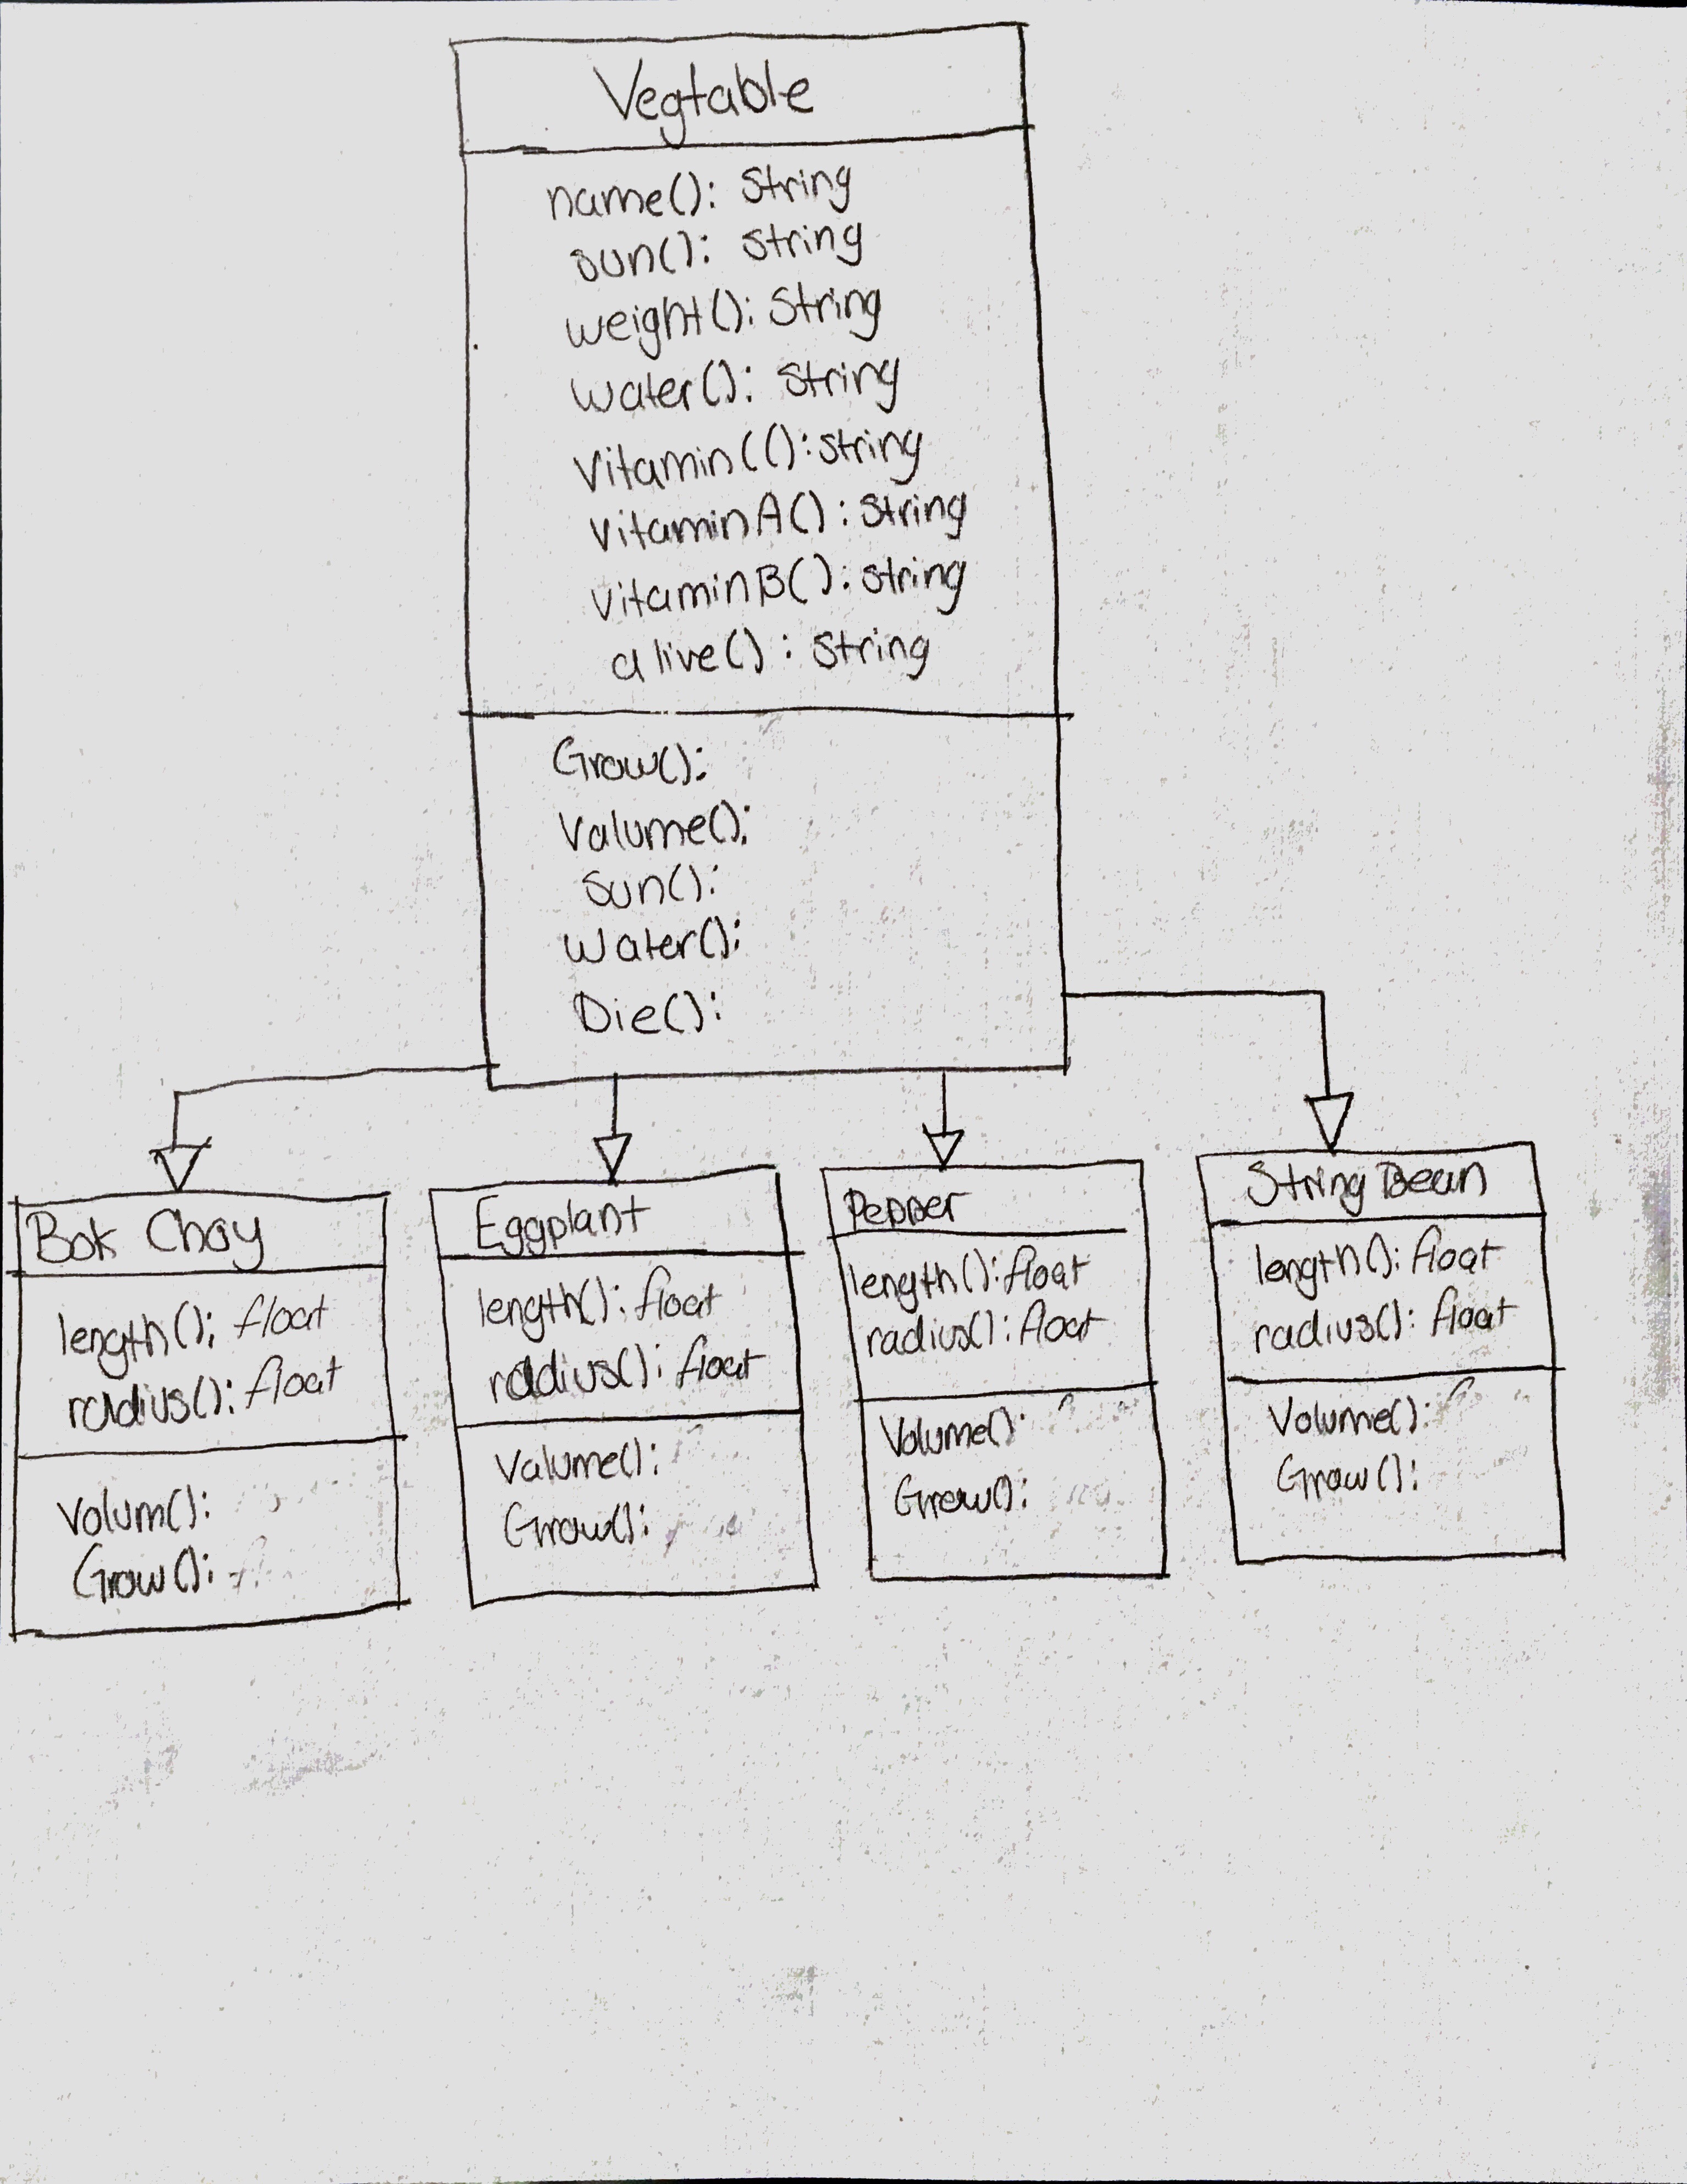 Vegtable
name(): String
sun(): String
weight(): String
water(): String
VitaminC(): String
vitaminA(): String
vitaminB(): String
alive(): String
Grow():
Valume():
Sun():
Water():
Die():
Bok Choy
length(): float
radius(): float
Volum():
Grow():
Eggplant
length(): float
radius(): float
Valume():
Grow():
Pepper
length(): float
radius(): float
Volume():
Grow():
String Bean
length(): float
radius(): float
Volume():
Grow():